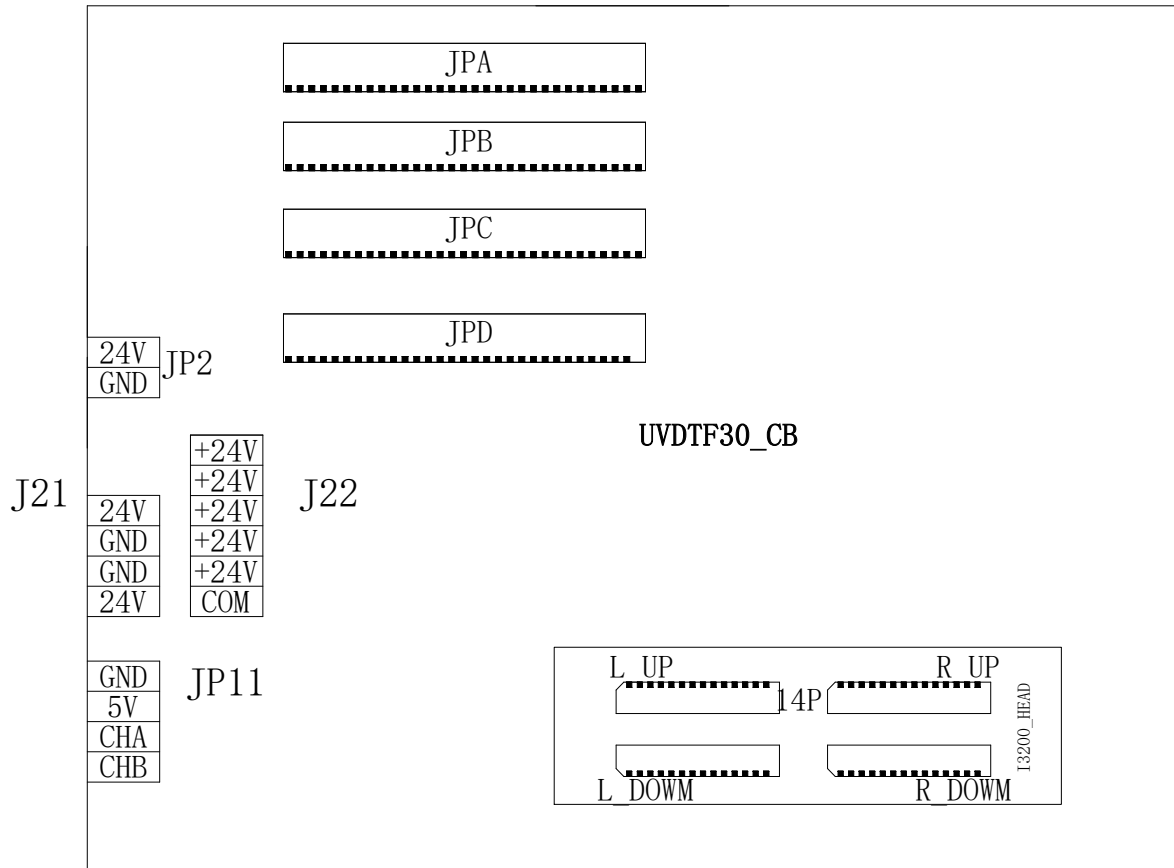 JPA
JPB
JPC
JPD
24V
GND
JP2
UVDTF30_CB
J21
24V
GND
GND
24V
+24V
+24V
+24V
+24V
+24V
COM
J22
GND
5V
CHA
CHB
JP11
L_UP
R_UP
14P
I3200_HEAD
L_DOWM
R_DOWM